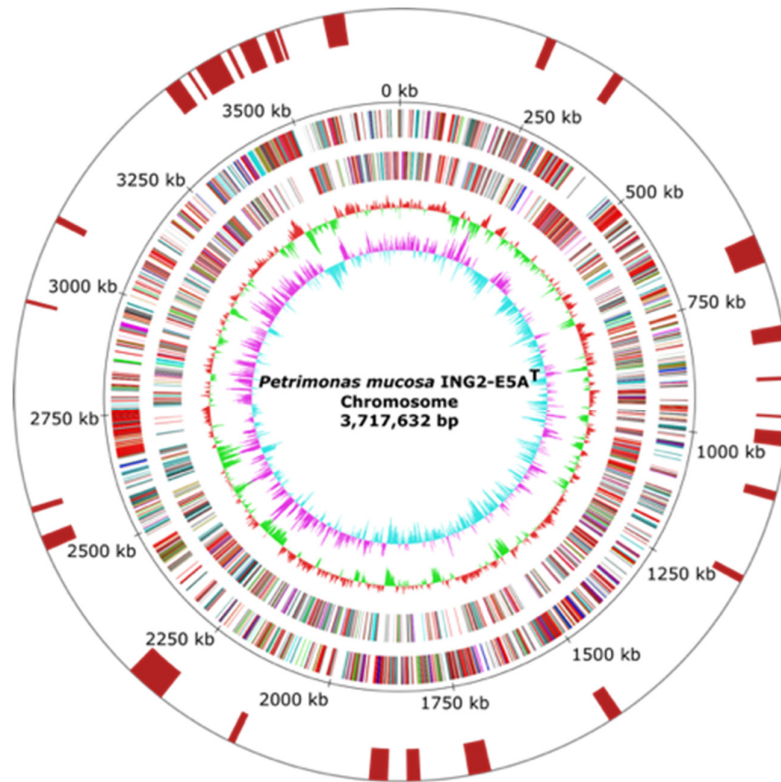 0 kb
250 kb
500 kb
750 kb
1000 kb
1250 kb
1500 kb
1750 kb
2000 kb
2250 kb
2500 kb
2750 kb
3000 kb
3250 kb
3500 kb
Petrimonas mucosa ING2-E5Aᵀ
Chromosome
3,717,632 bp